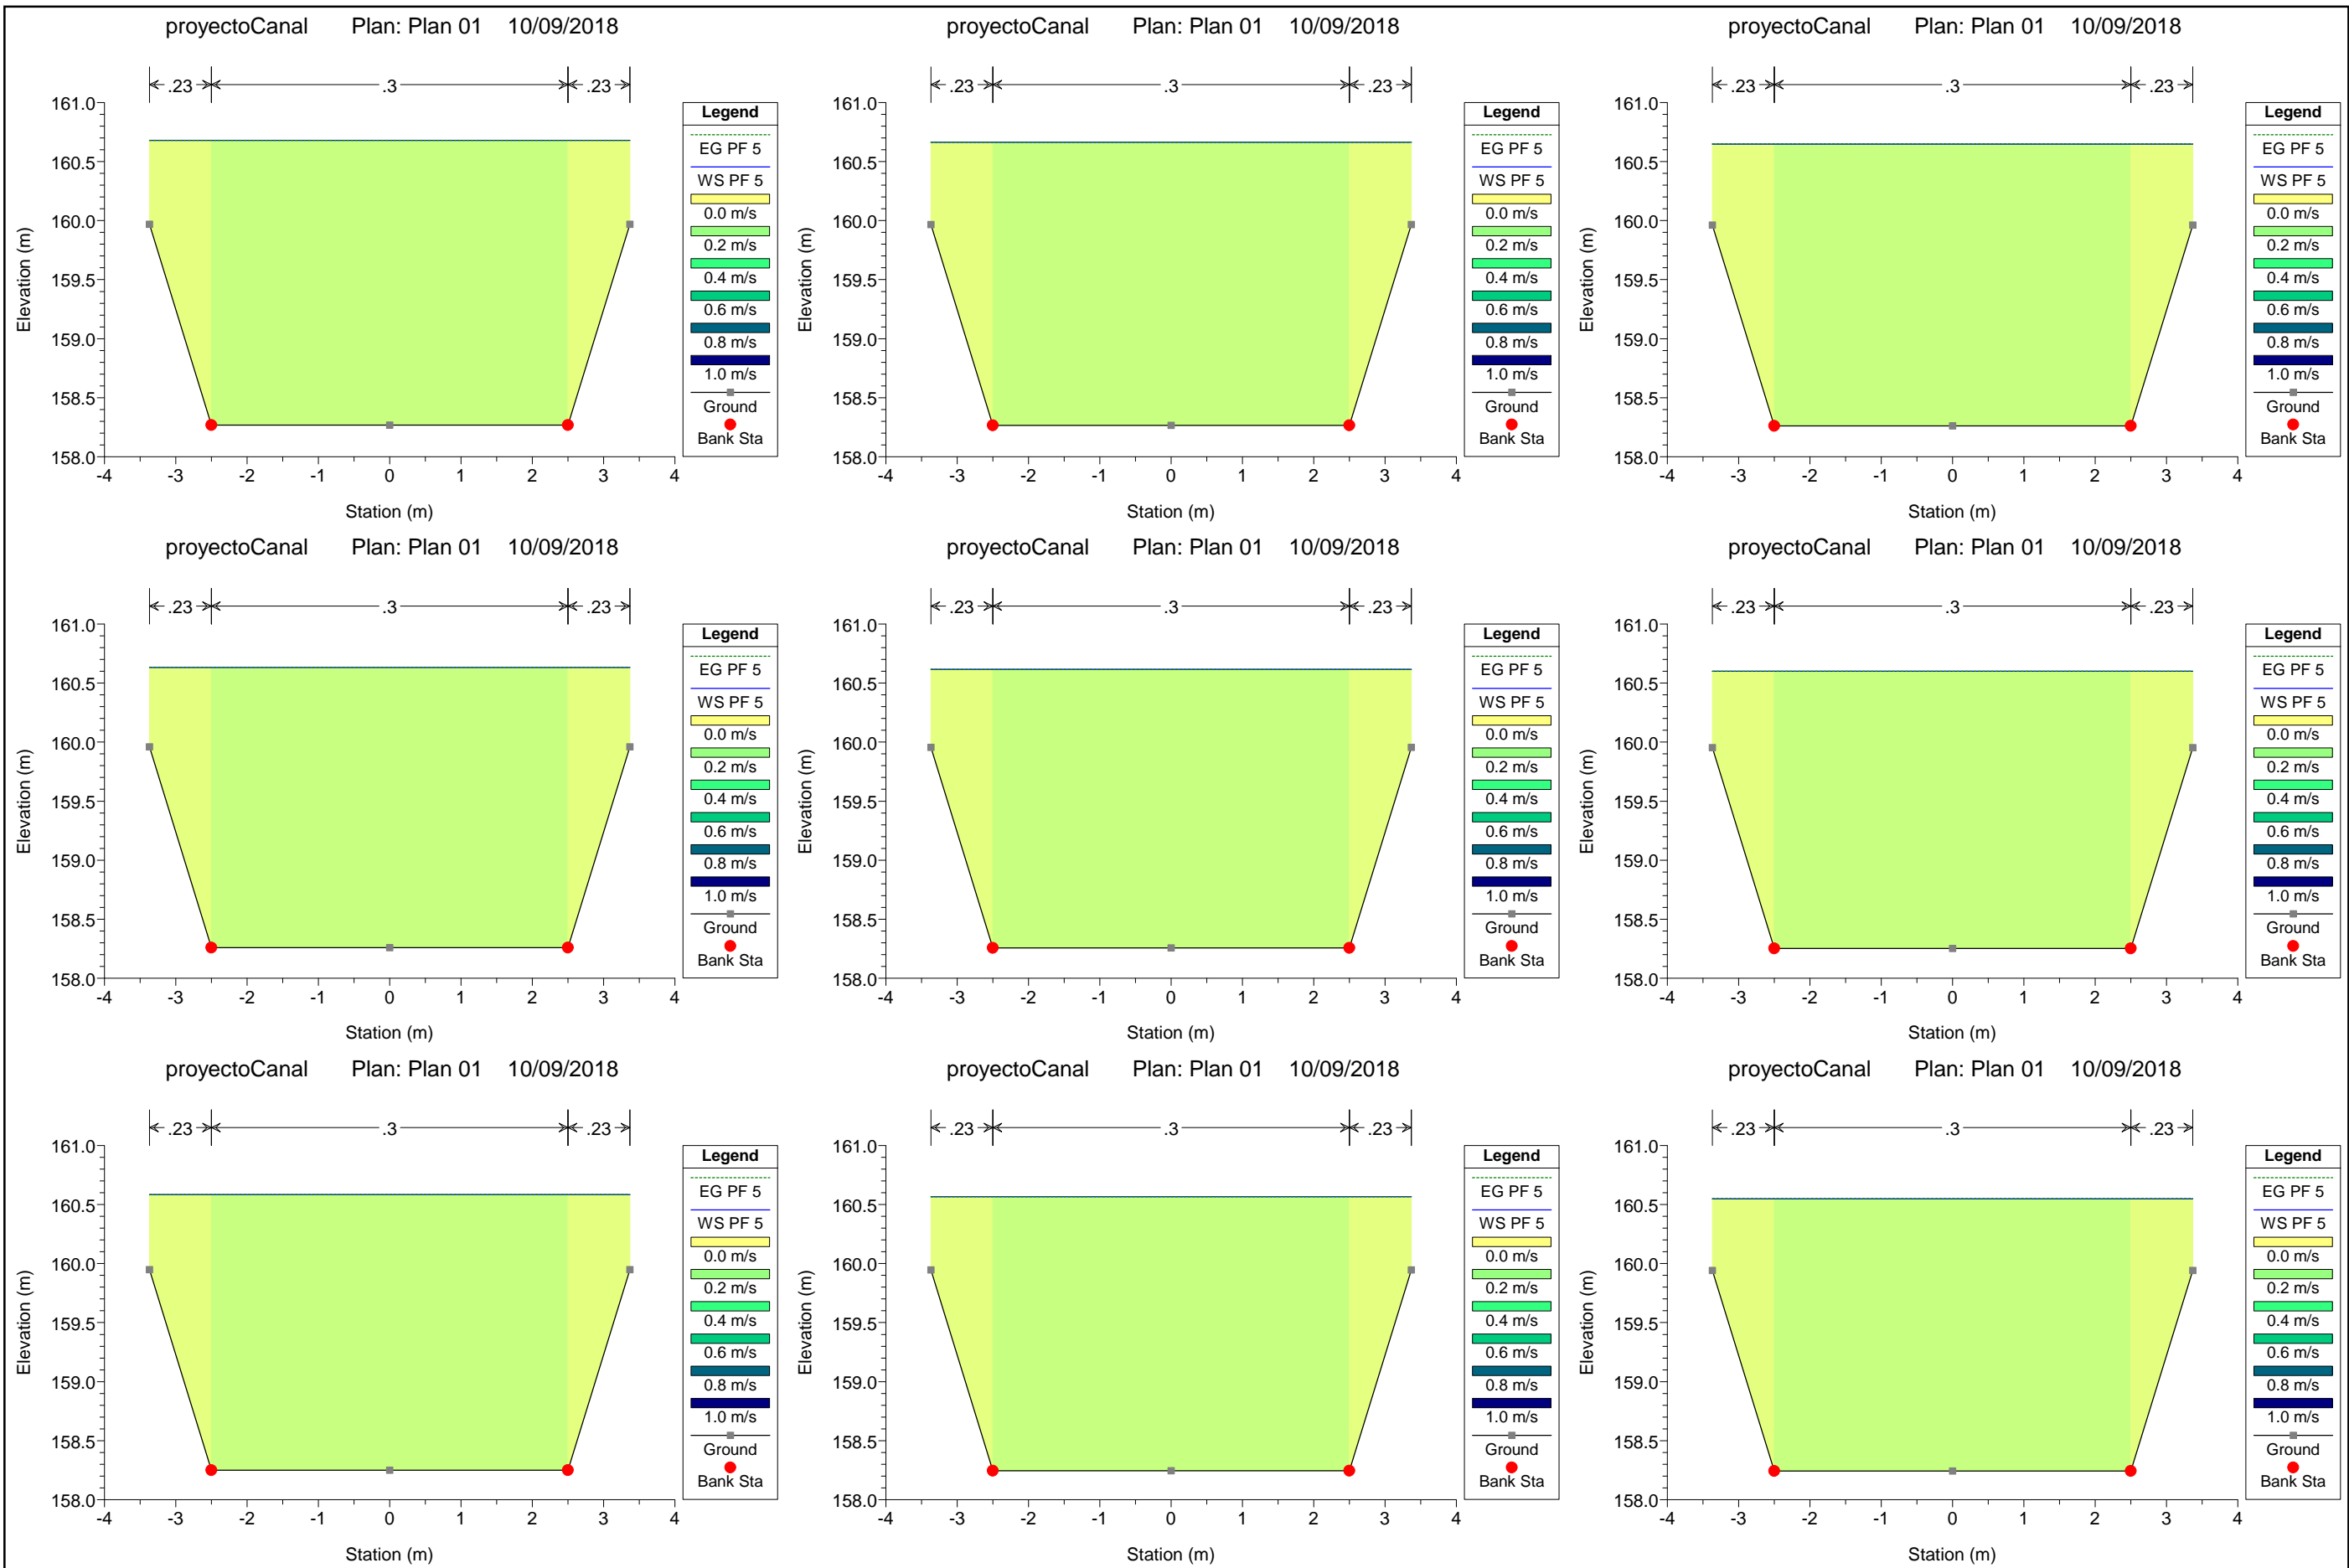 proyectoCanal Plan: Plan 01 10/09/2018
.23 .3 .23
161.0
160.5
160.0
159.5
159.0
158.5
158.0
Elevation (m)
-4 -3 -2 -1 0 1 2 3 4
Station (m)
Legend
EG PF 5
WS PF 5
0.0 m/s
0.2 m/s
0.4 m/s
0.6 m/s
0.8 m/s
1.0 m/s
Ground
Bank Sta
proyectoCanal Plan: Plan 01 10/09/2018
.23 .3 .23
161.0
160.5
160.0
159.5
159.0
158.5
158.0
Elevation (m)
-4 -3 -2 -1 0 1 2 3 4
Station (m)
Legend
EG PF 5
WS PF 5
0.0 m/s
0.2 m/s
0.4 m/s
0.6 m/s
0.8 m/s
1.0 m/s
Ground
Bank Sta
proyectoCanal Plan: Plan 01 10/09/2018
.23 .3 .23
161.0
160.5
160.0
159.5
159.0
158.5
158.0
Elevation (m)
-4 -3 -2 -1 0 1 2 3 4
Station (m)
Legend
EG PF 5
WS PF 5
0.0 m/s
0.2 m/s
0.4 m/s
0.6 m/s
0.8 m/s
1.0 m/s
Ground
Bank Sta
proyectoCanal Plan: Plan 01 10/09/2018
.23 .3 .23
161.0
160.5
160.0
159.5
159.0
158.5
158.0
Elevation (m)
-4 -3 -2 -1 0 1 2 3 4
Station (m)
Legend
EG PF 5
WS PF 5
0.0 m/s
0.2 m/s
0.4 m/s
0.6 m/s
0.8 m/s
1.0 m/s
Ground
Bank Sta
proyectoCanal Plan: Plan 01 10/09/2018
.23 .3 .23
161.0
160.5
160.0
159.5
159.0
158.5
158.0
Elevation (m)
-4 -3 -2 -1 0 1 2 3 4
Station (m)
Legend
EG PF 5
WS PF 5
0.0 m/s
0.2 m/s
0.4 m/s
0.6 m/s
0.8 m/s
1.0 m/s
Ground
Bank Sta
proyectoCanal Plan: Plan 01 10/09/2018
.23 .3 .23
161.0
160.5
160.0
159.5
159.0
158.5
158.0
Elevation (m)
-4 -3 -2 -1 0 1 2 3 4
Station (m)
Legend
EG PF 5
WS PF 5
0.0 m/s
0.2 m/s
0.4 m/s
0.6 m/s
0.8 m/s
1.0 m/s
Ground
Bank Sta
proyectoCanal Plan: Plan 01 10/09/2018
.23 .3 .23
161.0
160.5
160.0
159.5
159.0
158.5
158.0
Elevation (m)
-4 -3 -2 -1 0 1 2 3 4
Station (m)
Legend
EG PF 5
WS PF 5
0.0 m/s
0.2 m/s
0.4 m/s
0.6 m/s
0.8 m/s
1.0 m/s
Ground
Bank Sta
proyectoCanal Plan: Plan 01 10/09/2018
.23 .3 .23
161.0
160.5
160.0
159.5
159.0
158.5
158.0
Elevation (m)
-4 -3 -2 -1 0 1 2 3 4
Station (m)
Legend
EG PF 5
WS PF 5
0.0 m/s
0.2 m/s
0.4 m/s
0.6 m/s
0.8 m/s
1.0 m/s
Ground
Bank Sta
proyectoCanal Plan: Plan 01 10/09/2018
.23 .3 .23
161.0
160.5
160.0
159.5
159.0
158.5
158.0
Elevation (m)
-4 -3 -2 -1 0 1 2 3 4
Station (m)
Legend
EG PF 5
WS PF 5
0.0 m/s
0.2 m/s
0.4 m/s
0.6 m/s
0.8 m/s
1.0 m/s
Ground
Bank Sta